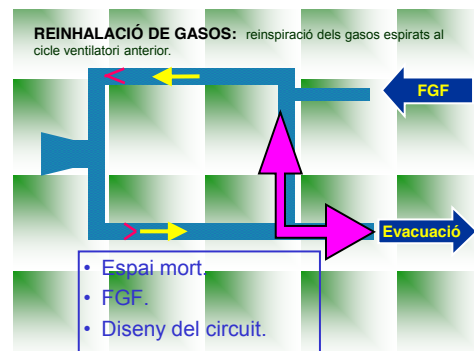 REINHALACIÓ DE GASOS: reinspiració dels gasos espirats al
cicle ventilatori anterior.
FGF
Evacuació
• Espai mort.
• FGF.
• Diseny del circuit.